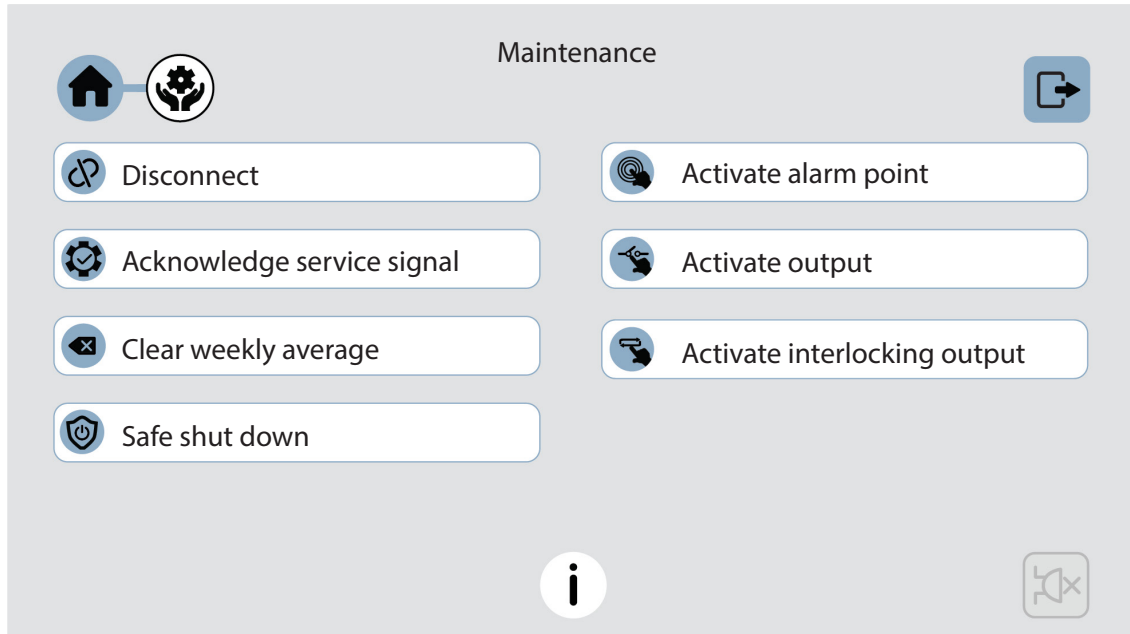 Maintenance
Disconnect
Acknowledge service signal
Clear weekly average
Safe shut down
Activate alarm point
Activate output
Activate interlocking output
i